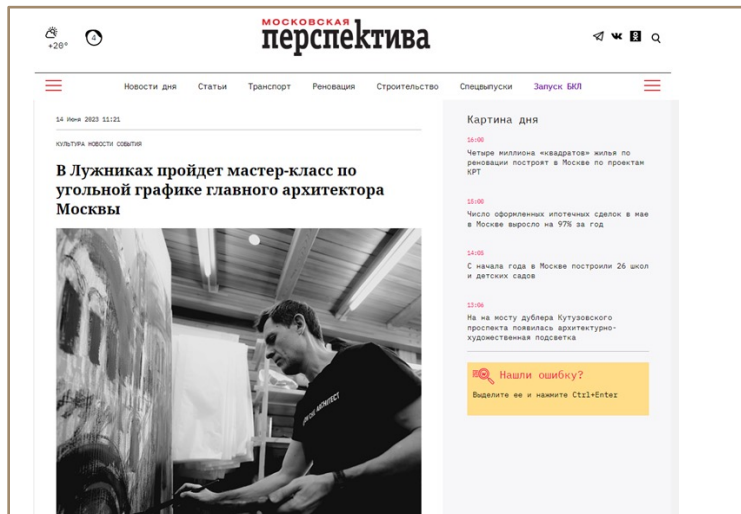 МОСКОВСКАЯ
перспектива
+20°
4
Новости дня Статьи Транспорт Реновация Строительство Спецвыпуски Запуск БКЛ
14 Июня 2023 11:21
КУЛЬТУРА НОВОСТИ СОБЫТИЯ
В Лужниках пройдет мастер-класс по
угольной графике главного архитектора
Москвы
Картина дня
16:00
Четыре миллиона «квадратов» жилья по
реновации построят в Москве по проектам
КРТ
15:00
Число оформленных ипотечных сделок в мае
в Москве выросло на 97% за год
14:05
С начала года в Москве построили 26 школ
и детских садов
13:06
На на мосту дублера Кутузовского
проспекта появилась архитектурно-
художественная подсветка
Нашли ошибку?
Выделите ее и нажмите Ctrl+Enter
ARCHITECT